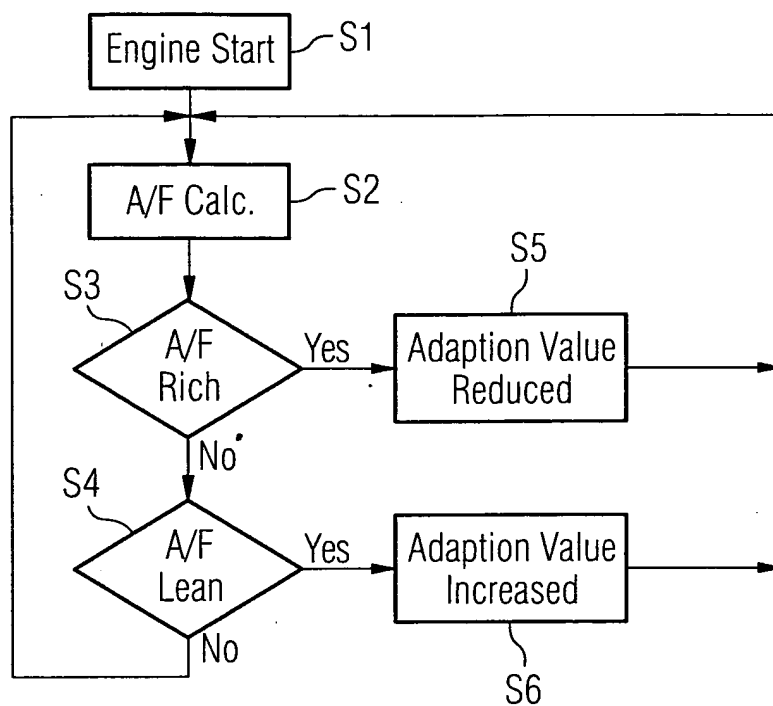 Engine Start
S1
A/F Calc.
S2
S3
A/F
Rich
Yes
S5
Adaption Value
Reduced
No
S4
A/F
Lean
Yes
Adaption Value
Increased
No
S6